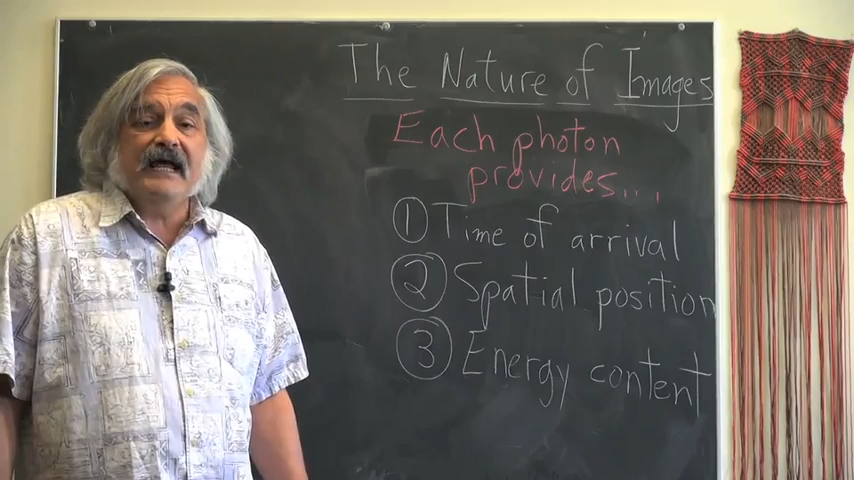 The Nature of Images
Each photon
provides....
① Time of arrival
② Spatial position
③ Energy content